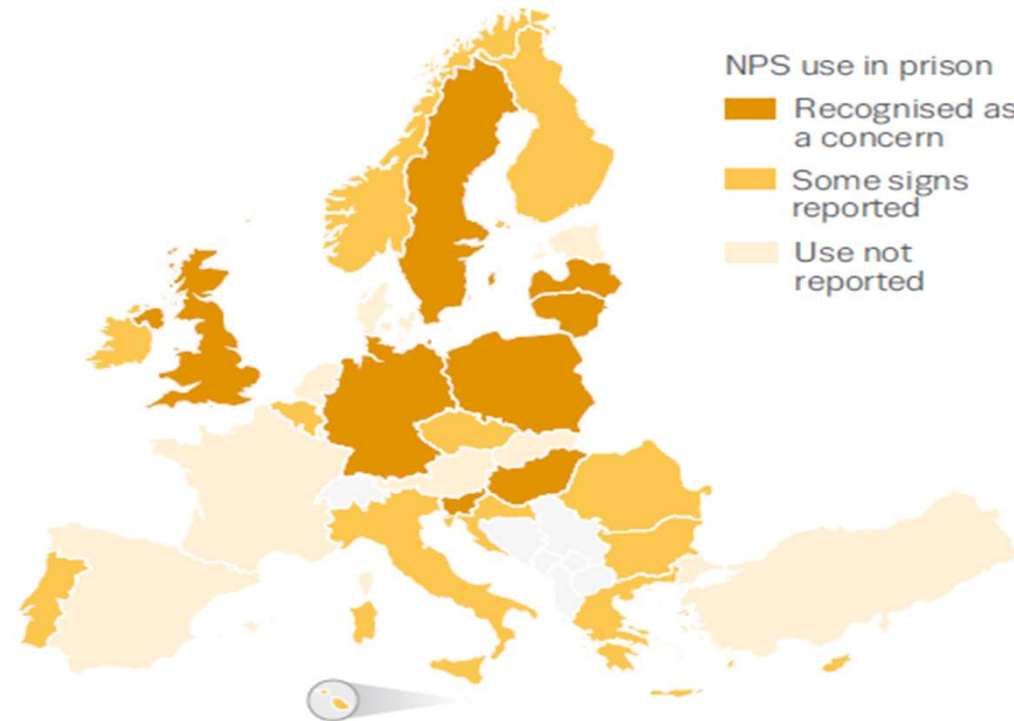 NPS use in prison
Recognised as
a concern
Some signs
reported
Use not
reported